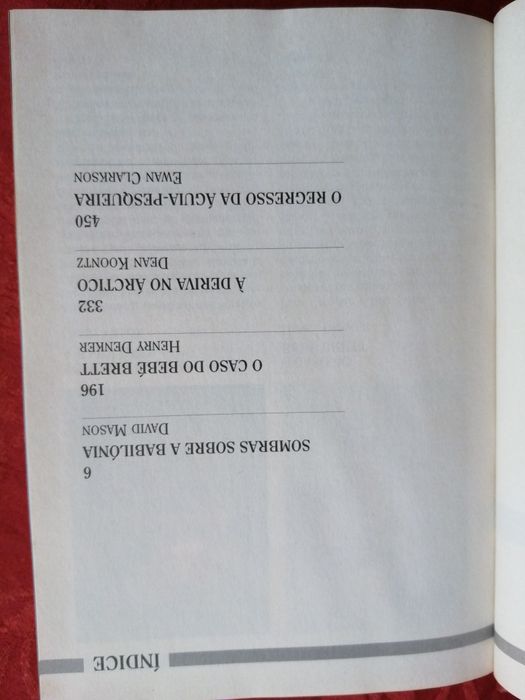 ÍNDICE
6
SOMBRAS SOBRE A BABILÓNIA
DAVID MASON
196
O CASO DO BEBÉ BRETT
HENRY DENKER
332
À DERIVA NO ÁRCTICO
DEAN KOONTZ
450
O REGRESSO DA ÁGUIA-PESQUEIRA
EWAN CLARKSON